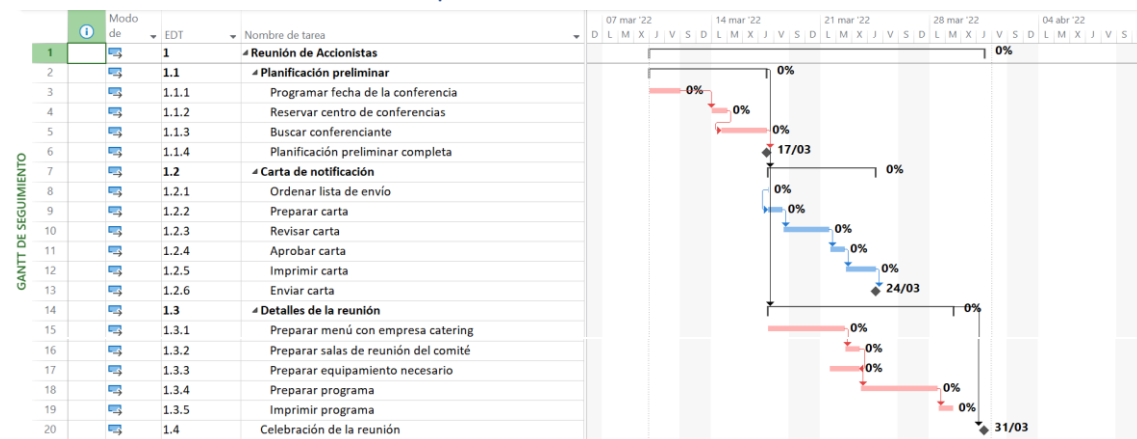 Modo de
EDT
Nombre de tarea
07 mar '22 14 mar '22 21 mar '22 28 mar '22 04 abr '22
D L M X J V S D L M X J V S D L M X J V S D L M X J V S D L M X J V S
GANTT DE SEGUIMIENTO
1 1 Reunión de Accionistas 0%
2 1.1 Planificación preliminar 0%
3 1.1.1 Programar fecha de la conferencia 0%
4 1.1.2 Reservar centro de conferencias 0%
5 1.1.3 Buscar conferenciante 0%
6 1.1.4 Planificación preliminar completa 17/03
7 1.2 Carta de notificación 0%
8 1.2.1 Ordenar lista de envío 0%
9 1.2.2 Preparar carta 0%
10 1.2.3 Revisar carta 0%
11 1.2.4 Aprobar carta 0%
12 1.2.5 Imprimir carta 0%
13 1.2.6 Enviar carta 24/03
14 1.3 Detalles de la reunión 0%
15 1.3.1 Preparar menú con empresa catering 0%
16 1.3.2 Preparar salas de reunión del comité 0%
17 1.3.3 Preparar equipamiento necesario 0%
18 1.3.4 Preparar programa 0%
19 1.3.5 Imprimir programa 0%
20 1.4 Celebración de la reunión 31/03